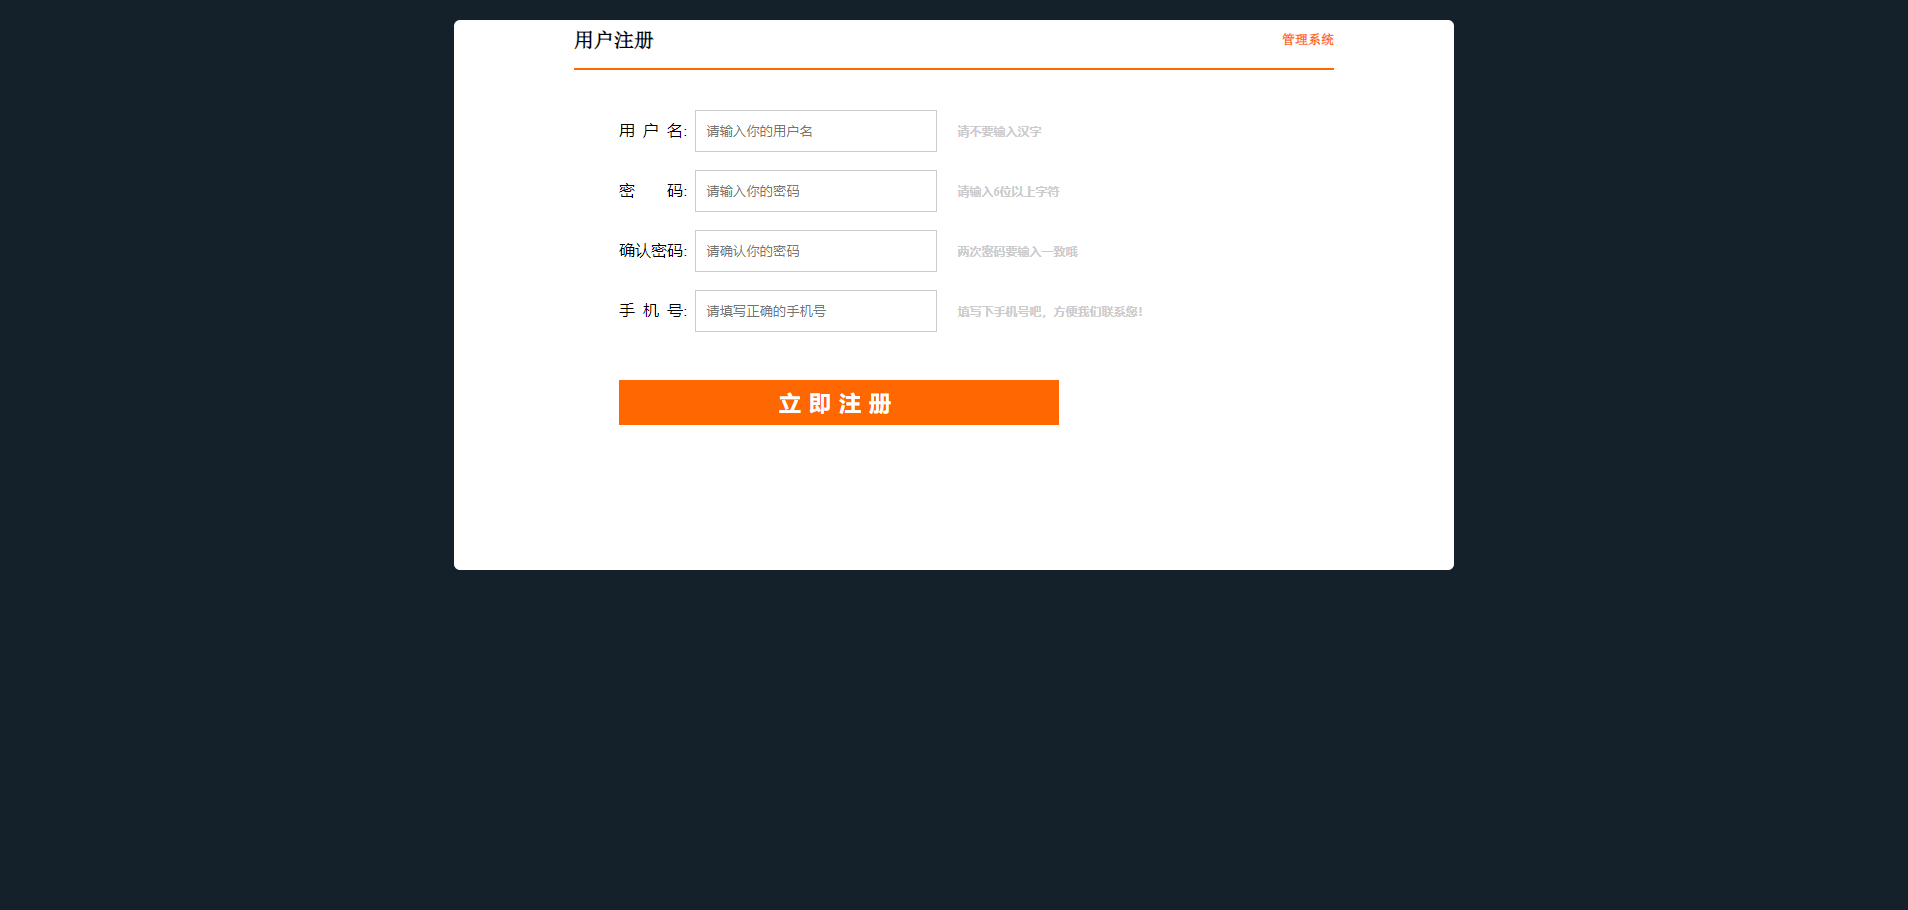 用户注册 管理系统
用 户 名: 请输入你的用户名 请不要输入汉字
密 码: 请输入你的密码 请输入6位以上字符
确认密码: 请确认你的密码 两次密码要输入一致哦
手 机 号: 请填写正确的手机号 填写下手机号吧，方便我们联系您！
立即注册